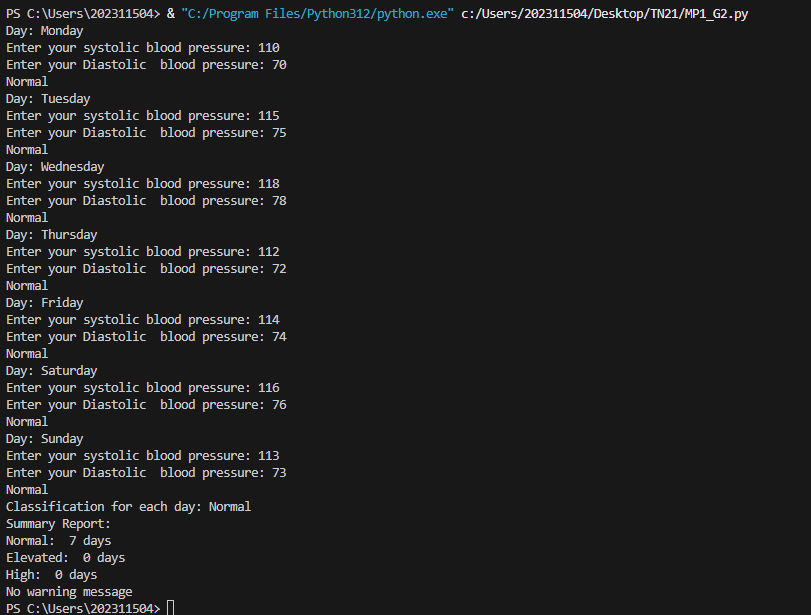 PS C:\Users\202311504> & "C:/Program Files/Python312/python.exe" c:/Users/202311504/Desktop/TN21/MP1_G2.py
Day: Monday
Enter your systolic blood pressure: 110
Enter your Diastolic  blood pressure: 70
Normal
Day: Tuesday
Enter your systolic blood pressure: 115
Enter your Diastolic  blood pressure: 75
Normal
Day: Wednesday
Enter your systolic blood pressure: 118
Enter your Diastolic  blood pressure: 78
Normal
Day: Thursday
Enter your systolic blood pressure: 112
Enter your Diastolic  blood pressure: 72
Normal
Day: Friday
Enter your systolic blood pressure: 114
Enter your Diastolic  blood pressure: 74
Normal
Day: Saturday
Enter your systolic blood pressure: 116
Enter your Diastolic  blood pressure: 76
Normal
Day: Sunday
Enter your systolic blood pressure: 113
Enter your Diastolic  blood pressure: 73
Normal
Classification for each day: Normal
Summary Report:
Normal:  7 days
Elevated:  0 days
High:  0 days
No warning message
PS C:\Users\202311504>